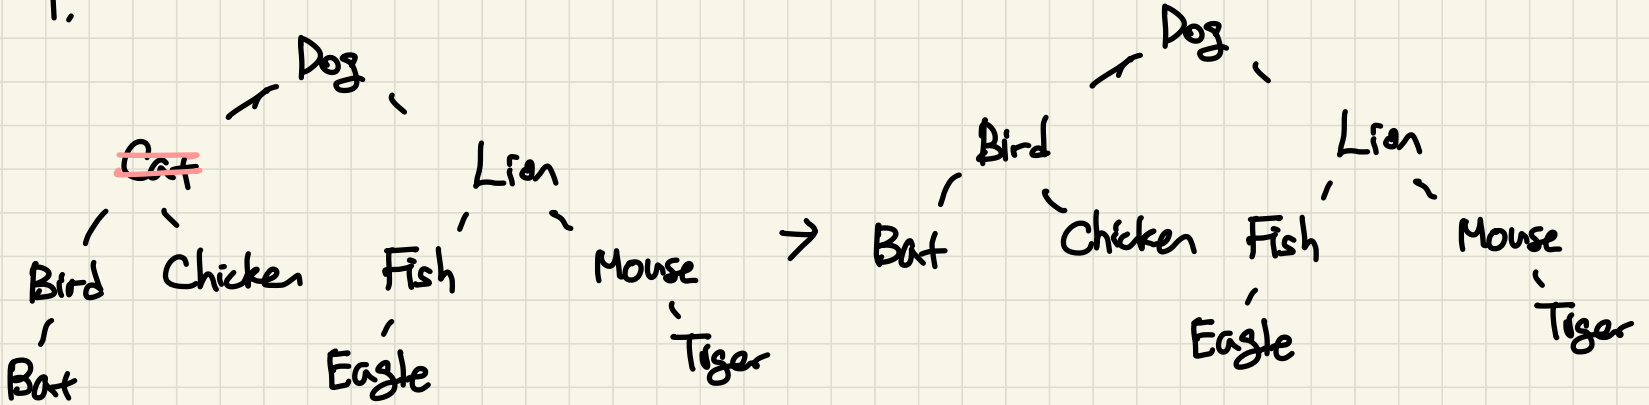 1.
Dog Dog
Cat Lion Bird Lion
Bird Chicken Fish Mouse → Bat Chicken Fish Mouse
Bat Eagle Tiger Eagle Tiger